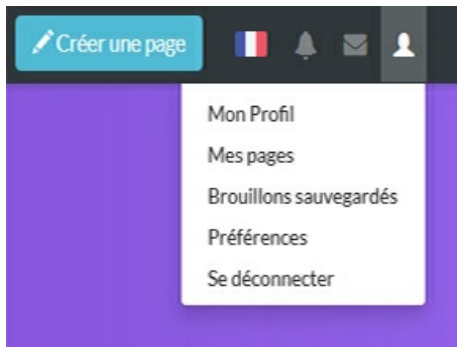 Créer une page
Mon Profil
Mes pages
Brouillons sauvegardés
Préférences
Se déconnecter